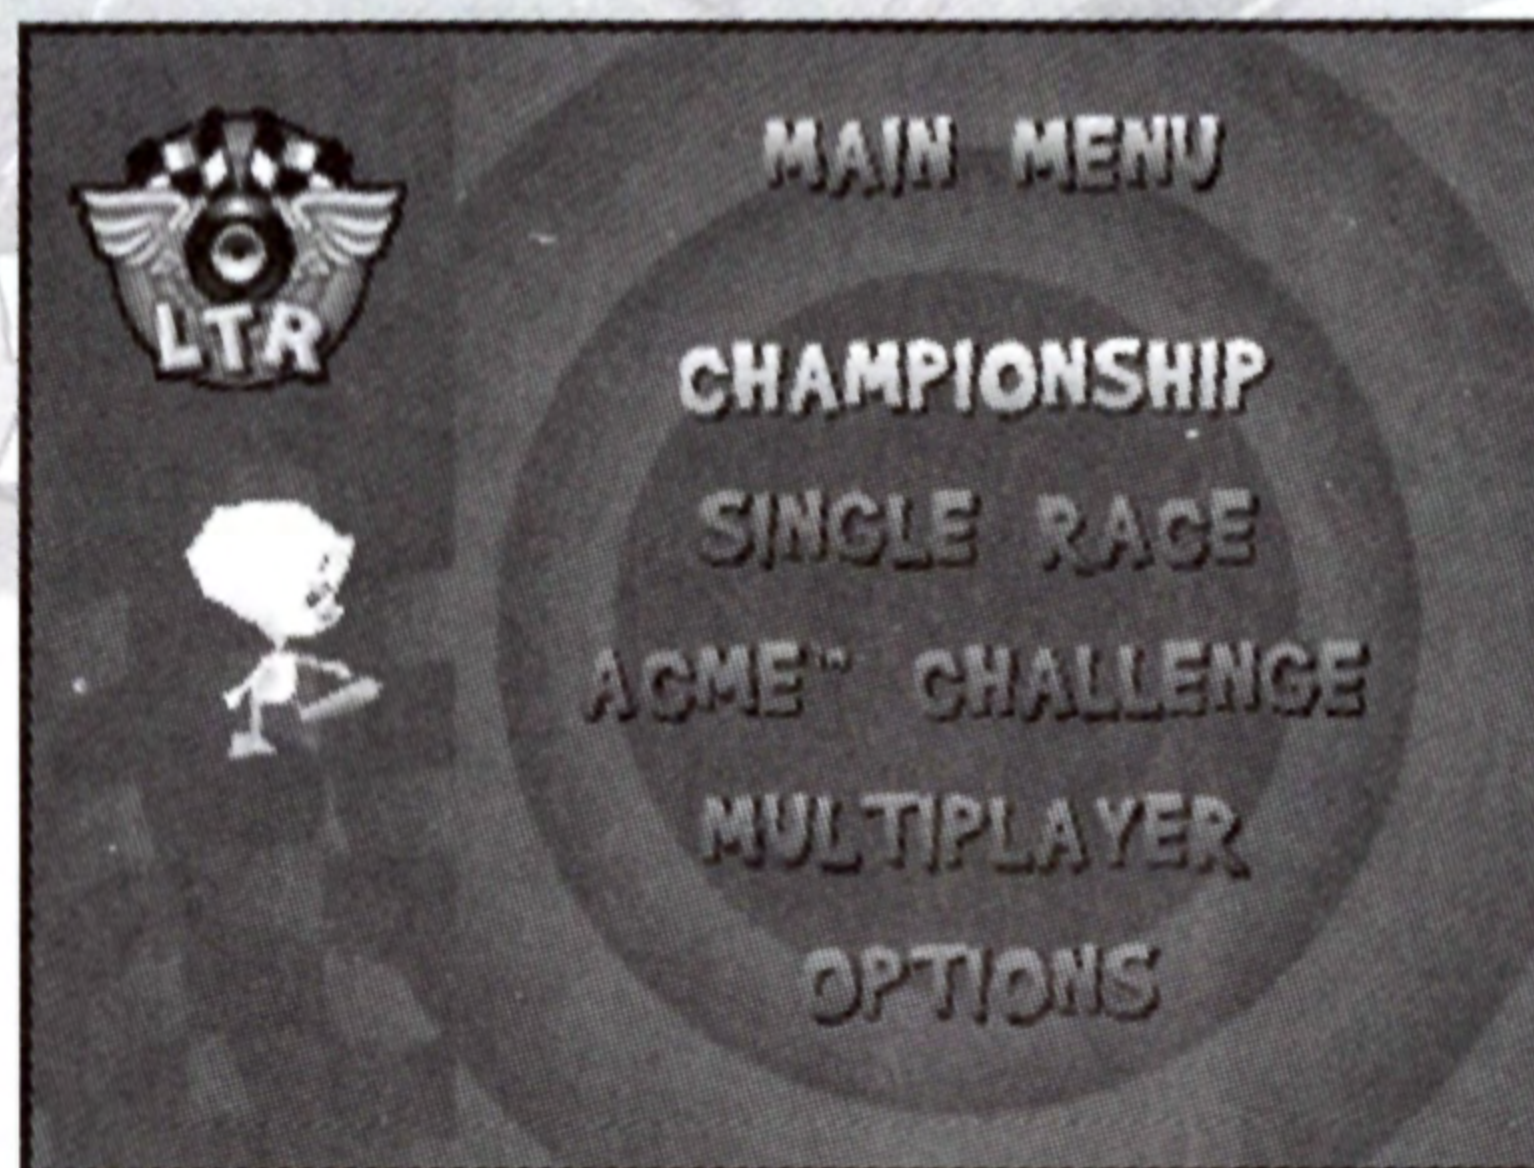 LTR
MAIN MENU
CHAMPIONSHIP
SINGLE RACE
ACME™ CHALLENGE
MULTIPLAYER
OPTIONS